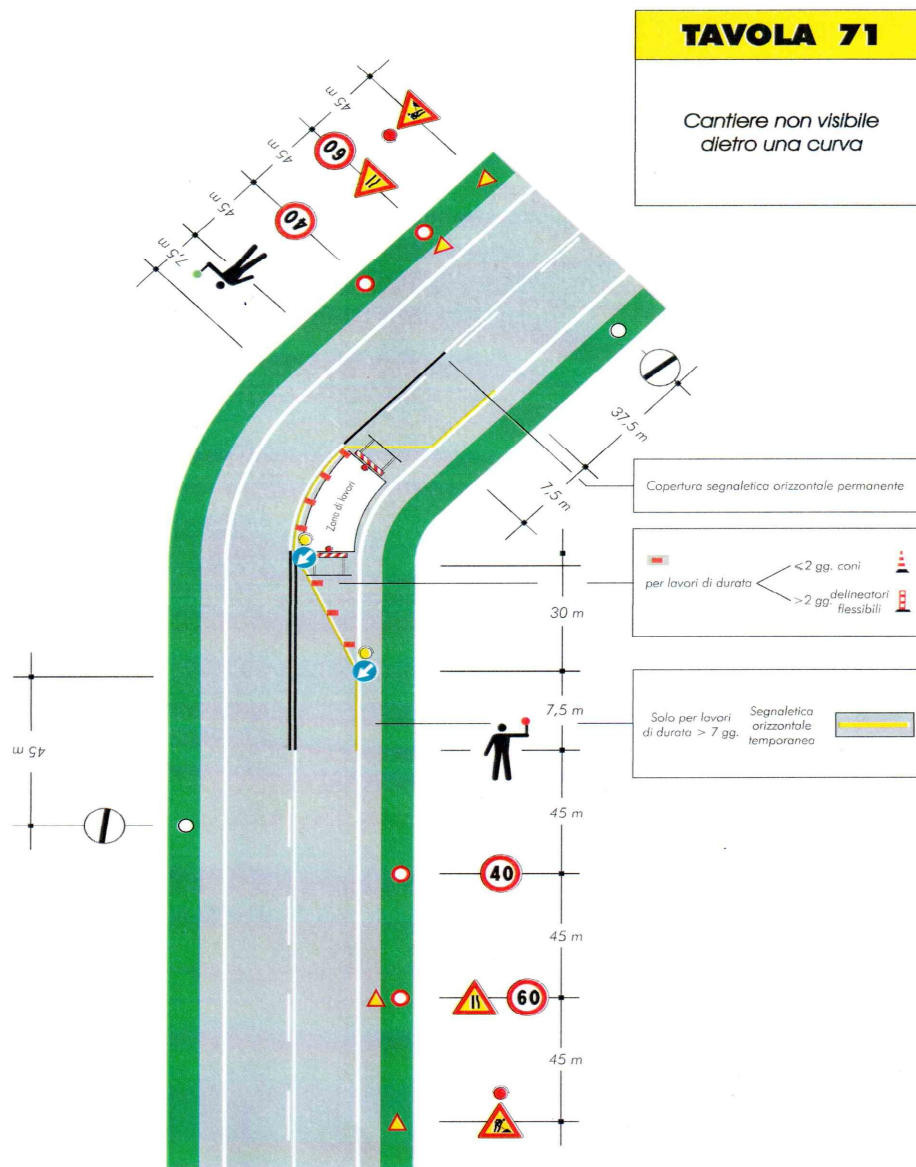 TAVOLA 71
Cantiere non visibile
dietro una curva
45 m
45 m
60
45 m
40
7,5 m
37,5 m
7,5 m
Copertura segnaletica orizzontale permanente
Zona di lavori
per lavori di durata
<2 gg. coni
>2 gg. delineatori
flessibili
30 m
7,5 m
Solo per lavori
di durata > 7 gg.
Segnaletica
orizzontale
temporanea
45 m
45 m
40
45 m
60
45 m